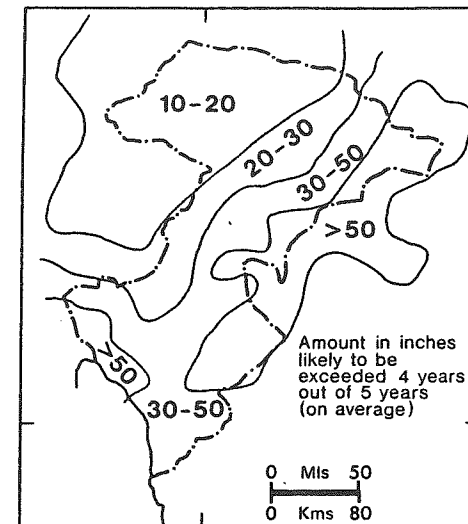 10-20
20-30
30-50
>50
>50
30-50
Amount in inches
likely to be
exceeded 4 years
out of 5 years
(on average)
0 Mls 50
0 Kms 80